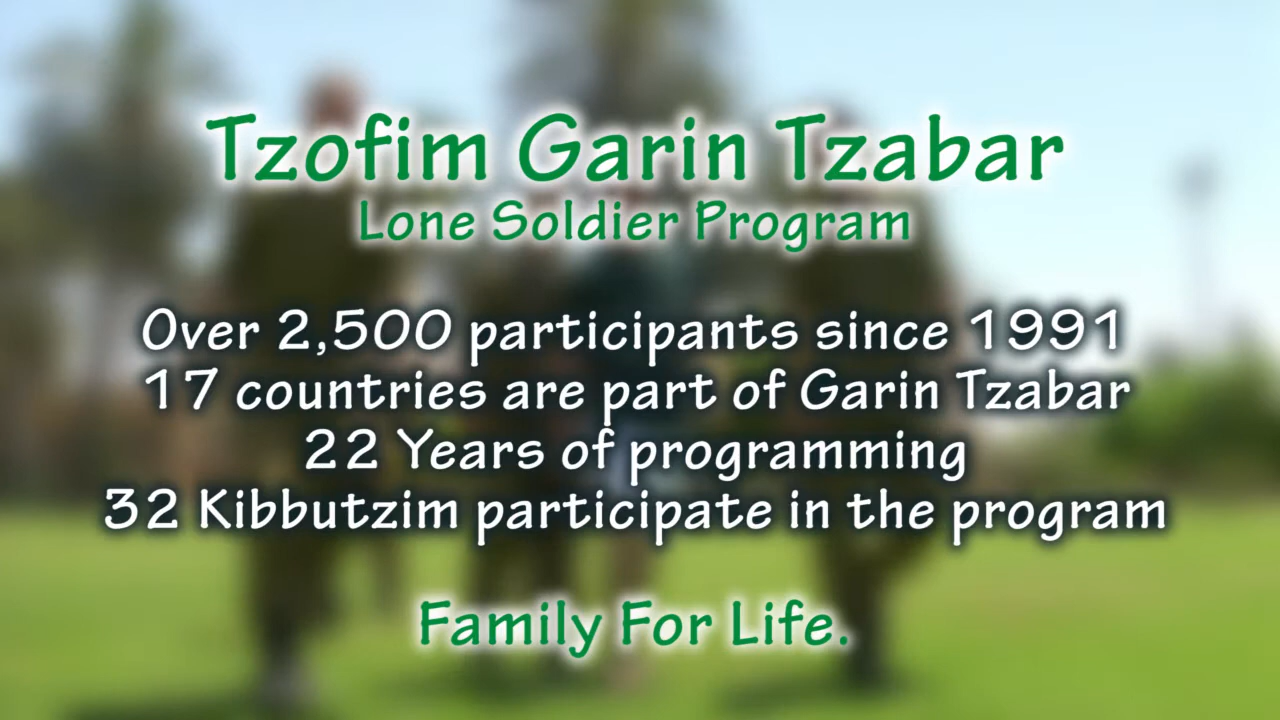 Tzofim Garin Tzabar
Lone Soldier Program
Over 2,500 participants since 1991
17 countries are part of Garin Tzabar
22 Years of programming
32 Kibbutzim participate in the program
Family For Life.